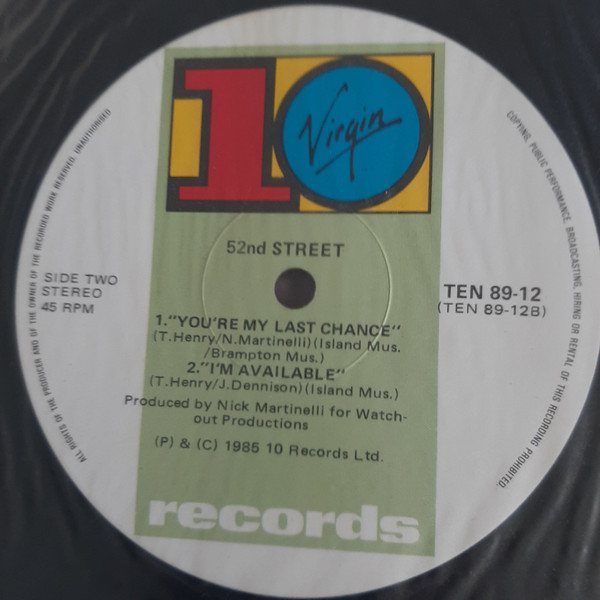 10
Virgin
52nd STREET
SIDE TWO
STEREO
45 RPM
TEN 89-12
(TEN 89-12B)
1."YOU'RE MY LAST CHANCE"
(T.Henry/N.Martinelli)(Island Mus.
/Brampton Mus.)
2."I'M AVAILABLE"
(T.Henry/J.Dennison)(Island Mus.)
Produced by Nick Martinelli for Watch-
out Productions
(P) & (C) 1985 10 Records Ltd.
records
ALL RIGHTS OF THE PRODUCER AND OF THE OWNER OF THE RECORDED WORK RESERVED. UNAUTHORISED
COPYING, PUBLIC PERFORMANCE, BROADCASTING, HIRING OR RENTAL OF THIS RECORDING PROHIBITED.